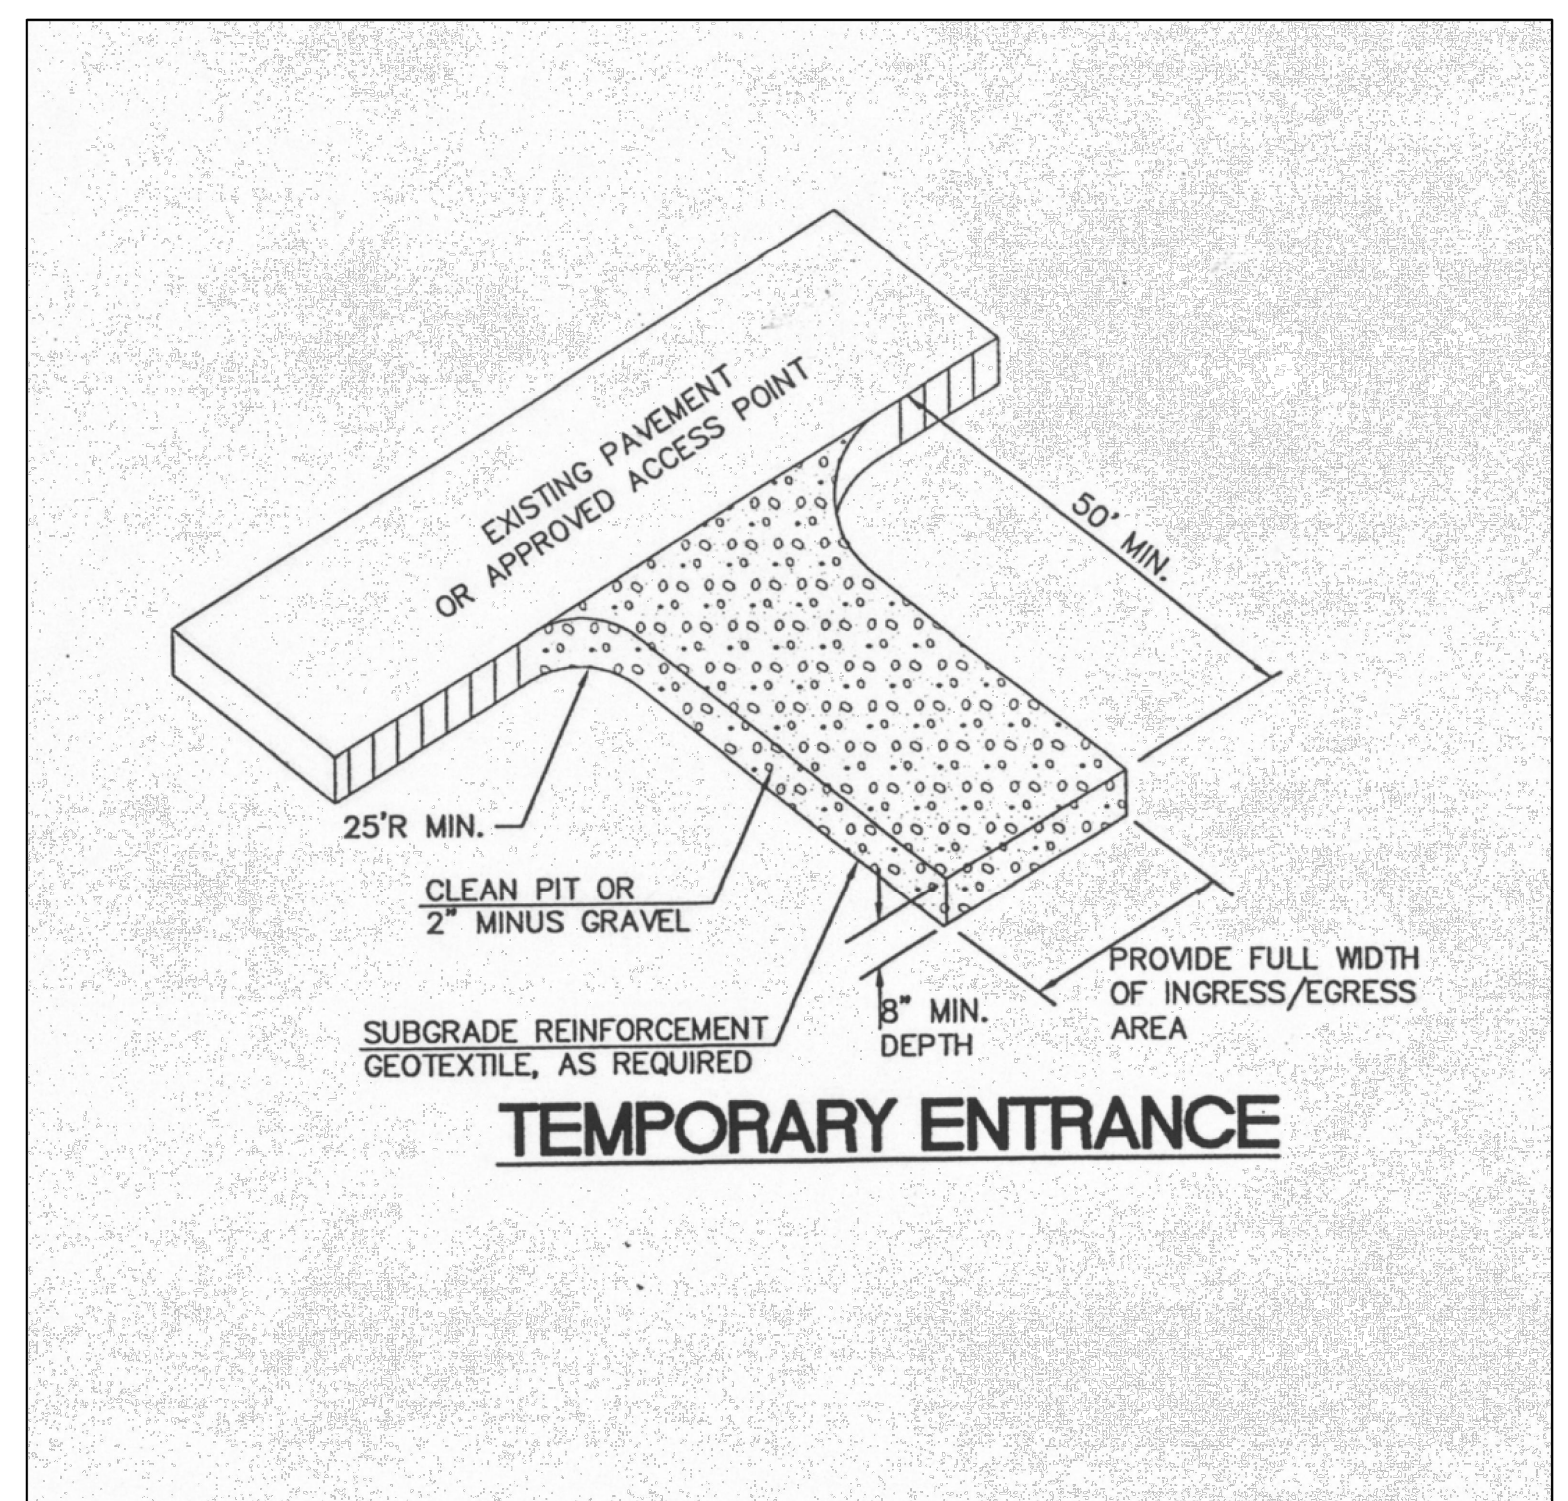 EXISTING PAVEMENT
OR APPROVED ACCESS POINT
50' MIN.
25'R MIN.
CLEAN PIT OR
2" MINUS GRAVEL
SUBGRADE REINFORCEMENT
GEOTEXTILE, AS REQUIRED
8" MIN.
DEPTH
PROVIDE FULL WIDTH
OF INGRESS/EGRESS
AREA
TEMPORARY ENTRANCE